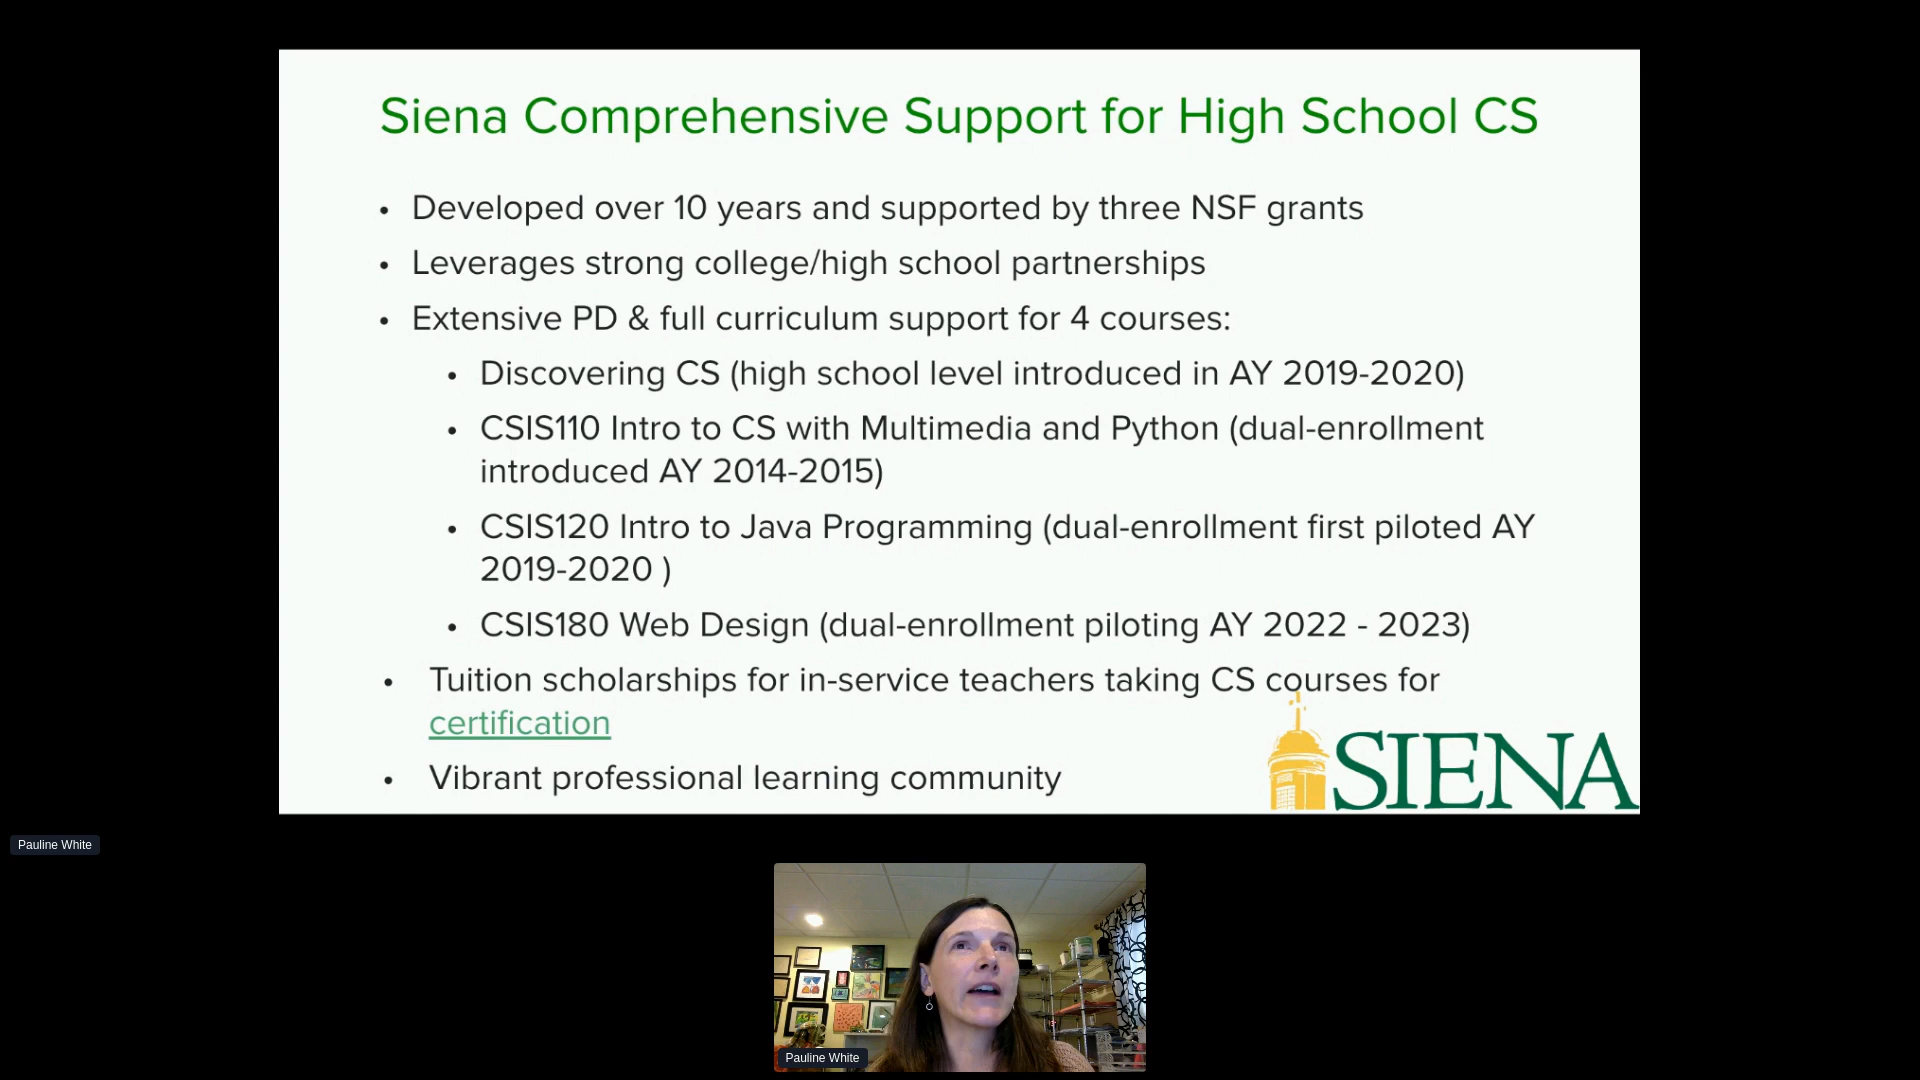 Siena Comprehensive Support for High School CS
• Developed over 10 years and supported by three NSF grants
• Leverages strong college/high school partnerships
• Extensive PD & full curriculum support for 4 courses:
• Discovering CS (high school level introduced in AY 2019-2020)
• CSIS110 Intro to CS with Multimedia and Python (dual-enrollment
introduced AY 2014-2015)
• CSIS120 Intro to Java Programming (dual-enrollment first piloted AY
2019-2020 )
• CSIS180 Web Design (dual-enrollment piloting AY 2022 - 2023)
• Tuition scholarships for in-service teachers taking CS courses for
certification
• Vibrant professional learning community
SIENA
Pauline White
Pauline White